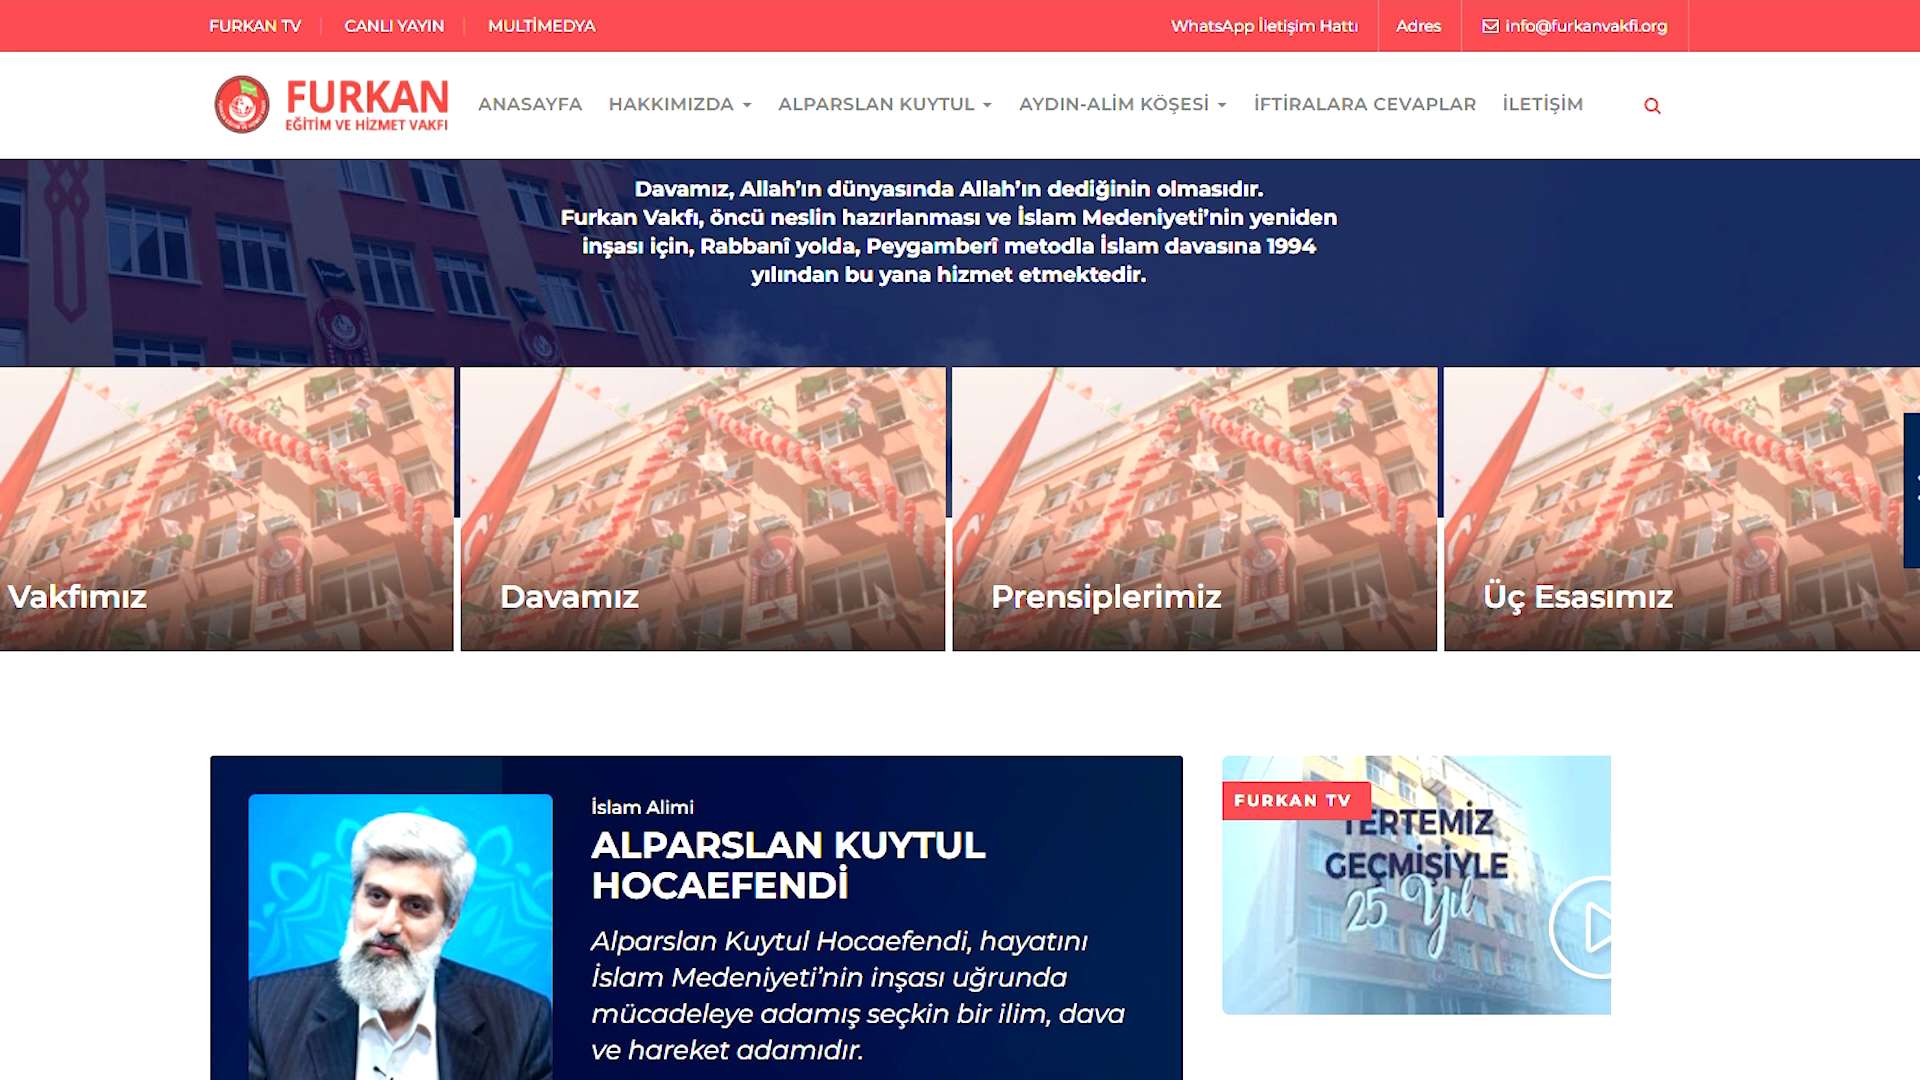 FURKAN TV
CANLI YAYIN
MULTİMEDYA
WhatsApp İletişim Hattı
Adres
info@furkanvakfi.org
FURKAN
EĞİTİM VE HİZMET VAKFI
ANASAYFA
HAKKIMIZDA
ALPARSLAN KUYTUL
AYDIN-ALİM KÖŞESİ
İFTİRALARA CEVAPLAR
İLETİŞİM
Davamız, Allah’ın dünyasında Allah’ın dediğinin olmasıdır.
Furkan Vakfı, öncü neslin hazırlanması ve İslam Medeniyeti’nin yeniden
inşası için, Rabbanî yolda, Peygamberî metodla İslam davasına 1994
yılından bu yana hizmet etmektedir.
Vakfımız
Davamız
Prensiplerimiz
Üç Esasımız
İslam Alimi
ALPARSLAN KUYTUL
HOCAEFENDİ
Alparslan Kuytul Hocaefendi, hayatını
İslam Medeniyeti’nin inşası uğrunda
mücadeleye adamış seçkin bir ilim, dava
ve hareket adamıdır.
FURKAN TV
TERTEMİZ
GEÇMİŞİYLE
25 Yıl